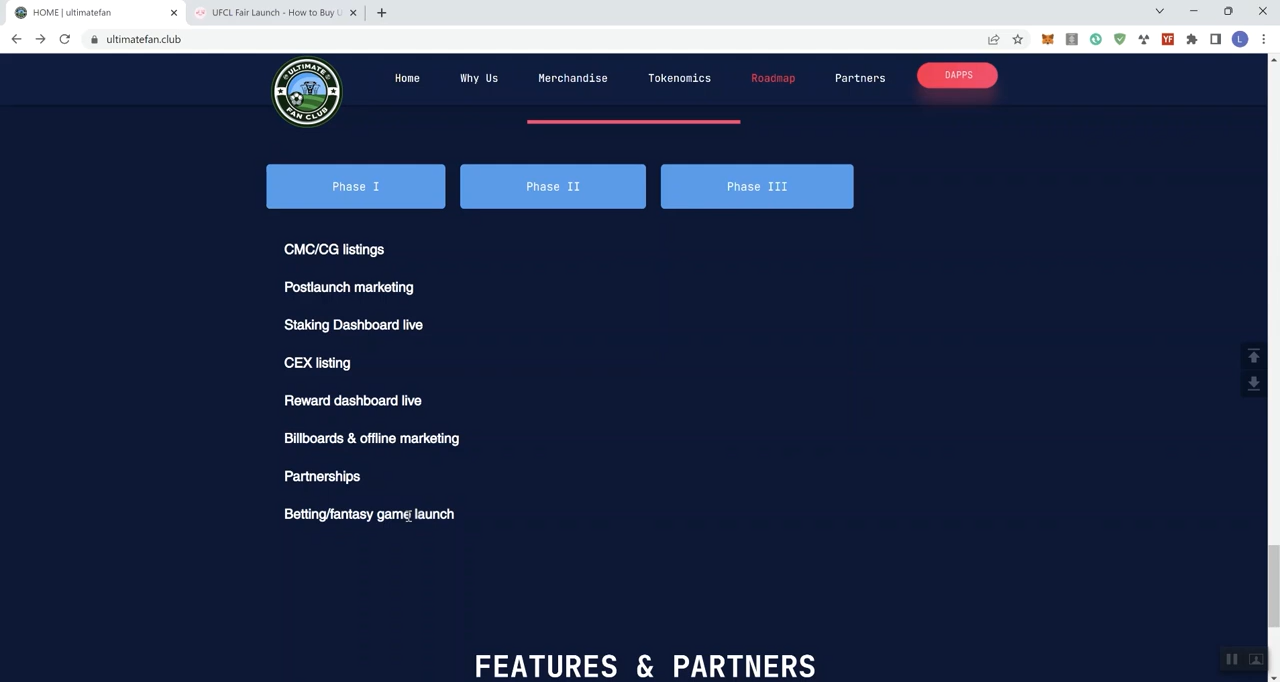 HOME | ultimatefan
UFCL Fair Launch - How to Buy U
ultimatefan.club
YF
L
ULTIMATE
FAN CLUB
Home
Why Us
Merchandise
Tokenomics
Roadmap
Partners
DAPPS
Phase I
Phase II
Phase III
CMC/CG listings
Postlaunch marketing
Staking Dashboard live
CEX listing
Reward dashboard live
Billboards & offline marketing
Partnerships
Betting/fantasy game launch
FEATURES & PARTNERS